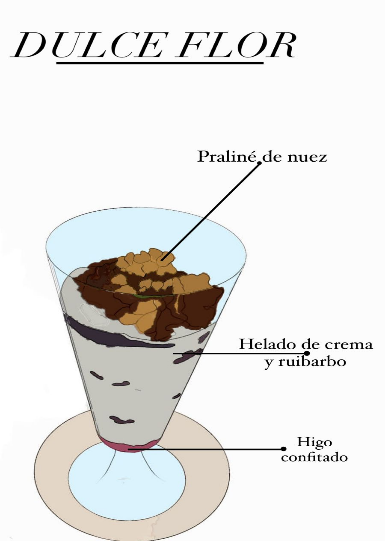 DULCE FLOR
Praliné de nuez
Helado de crema
y ruibarbo
Higo
confitado